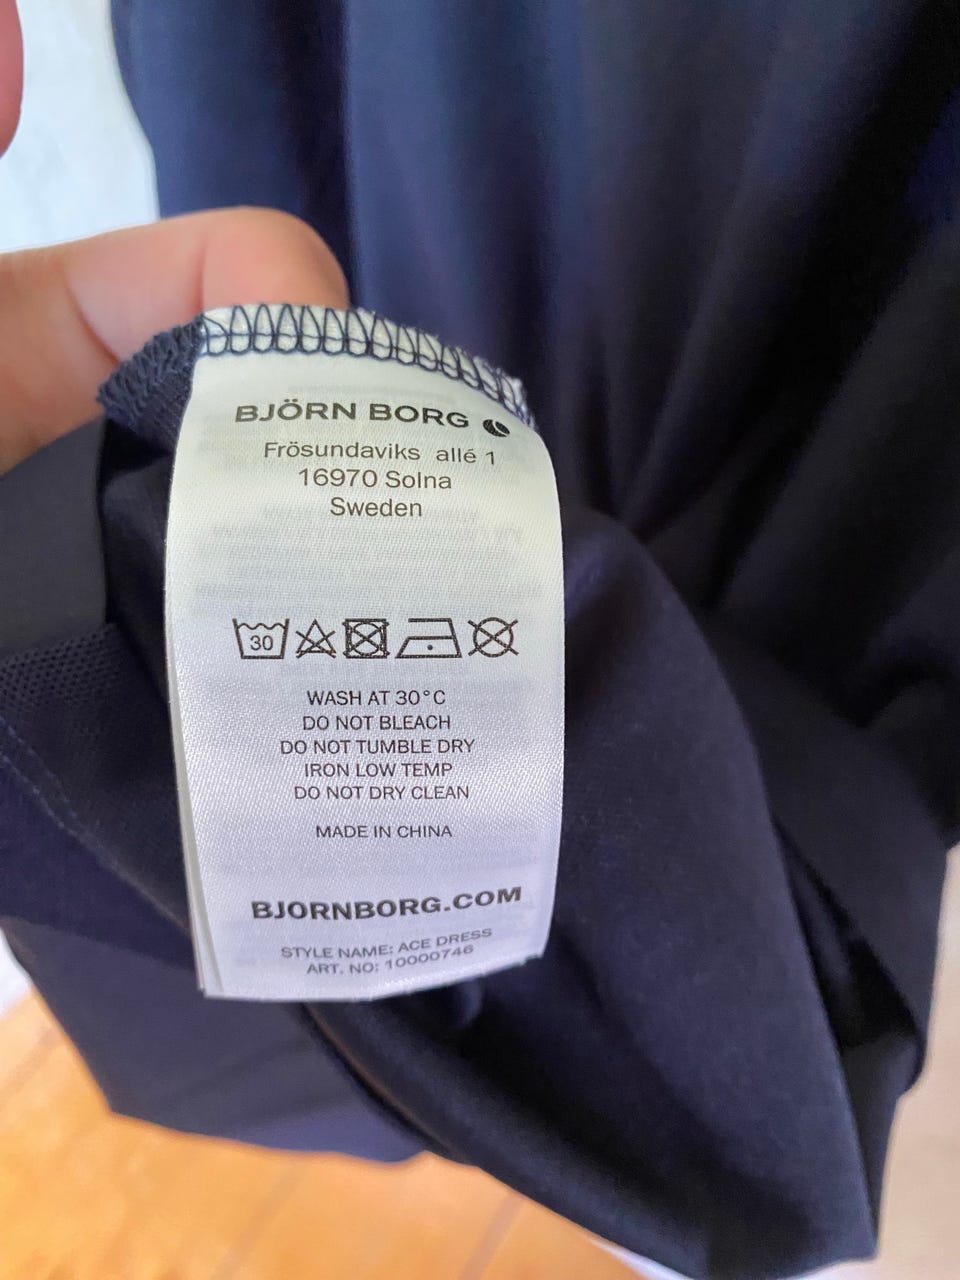 BJÖRN BORG
Frösundaviks allé 1
16970 Solna
Sweden
30
WASH AT 30°C
DO NOT BLEACH
DO NOT TUMBLE DRY
IRON LOW TEMP
DO NOT DRY CLEAN
MADE IN CHINA
BJORNBORG.COM
STYLE NAME: ACE DRESS
ART. NO: 10000746